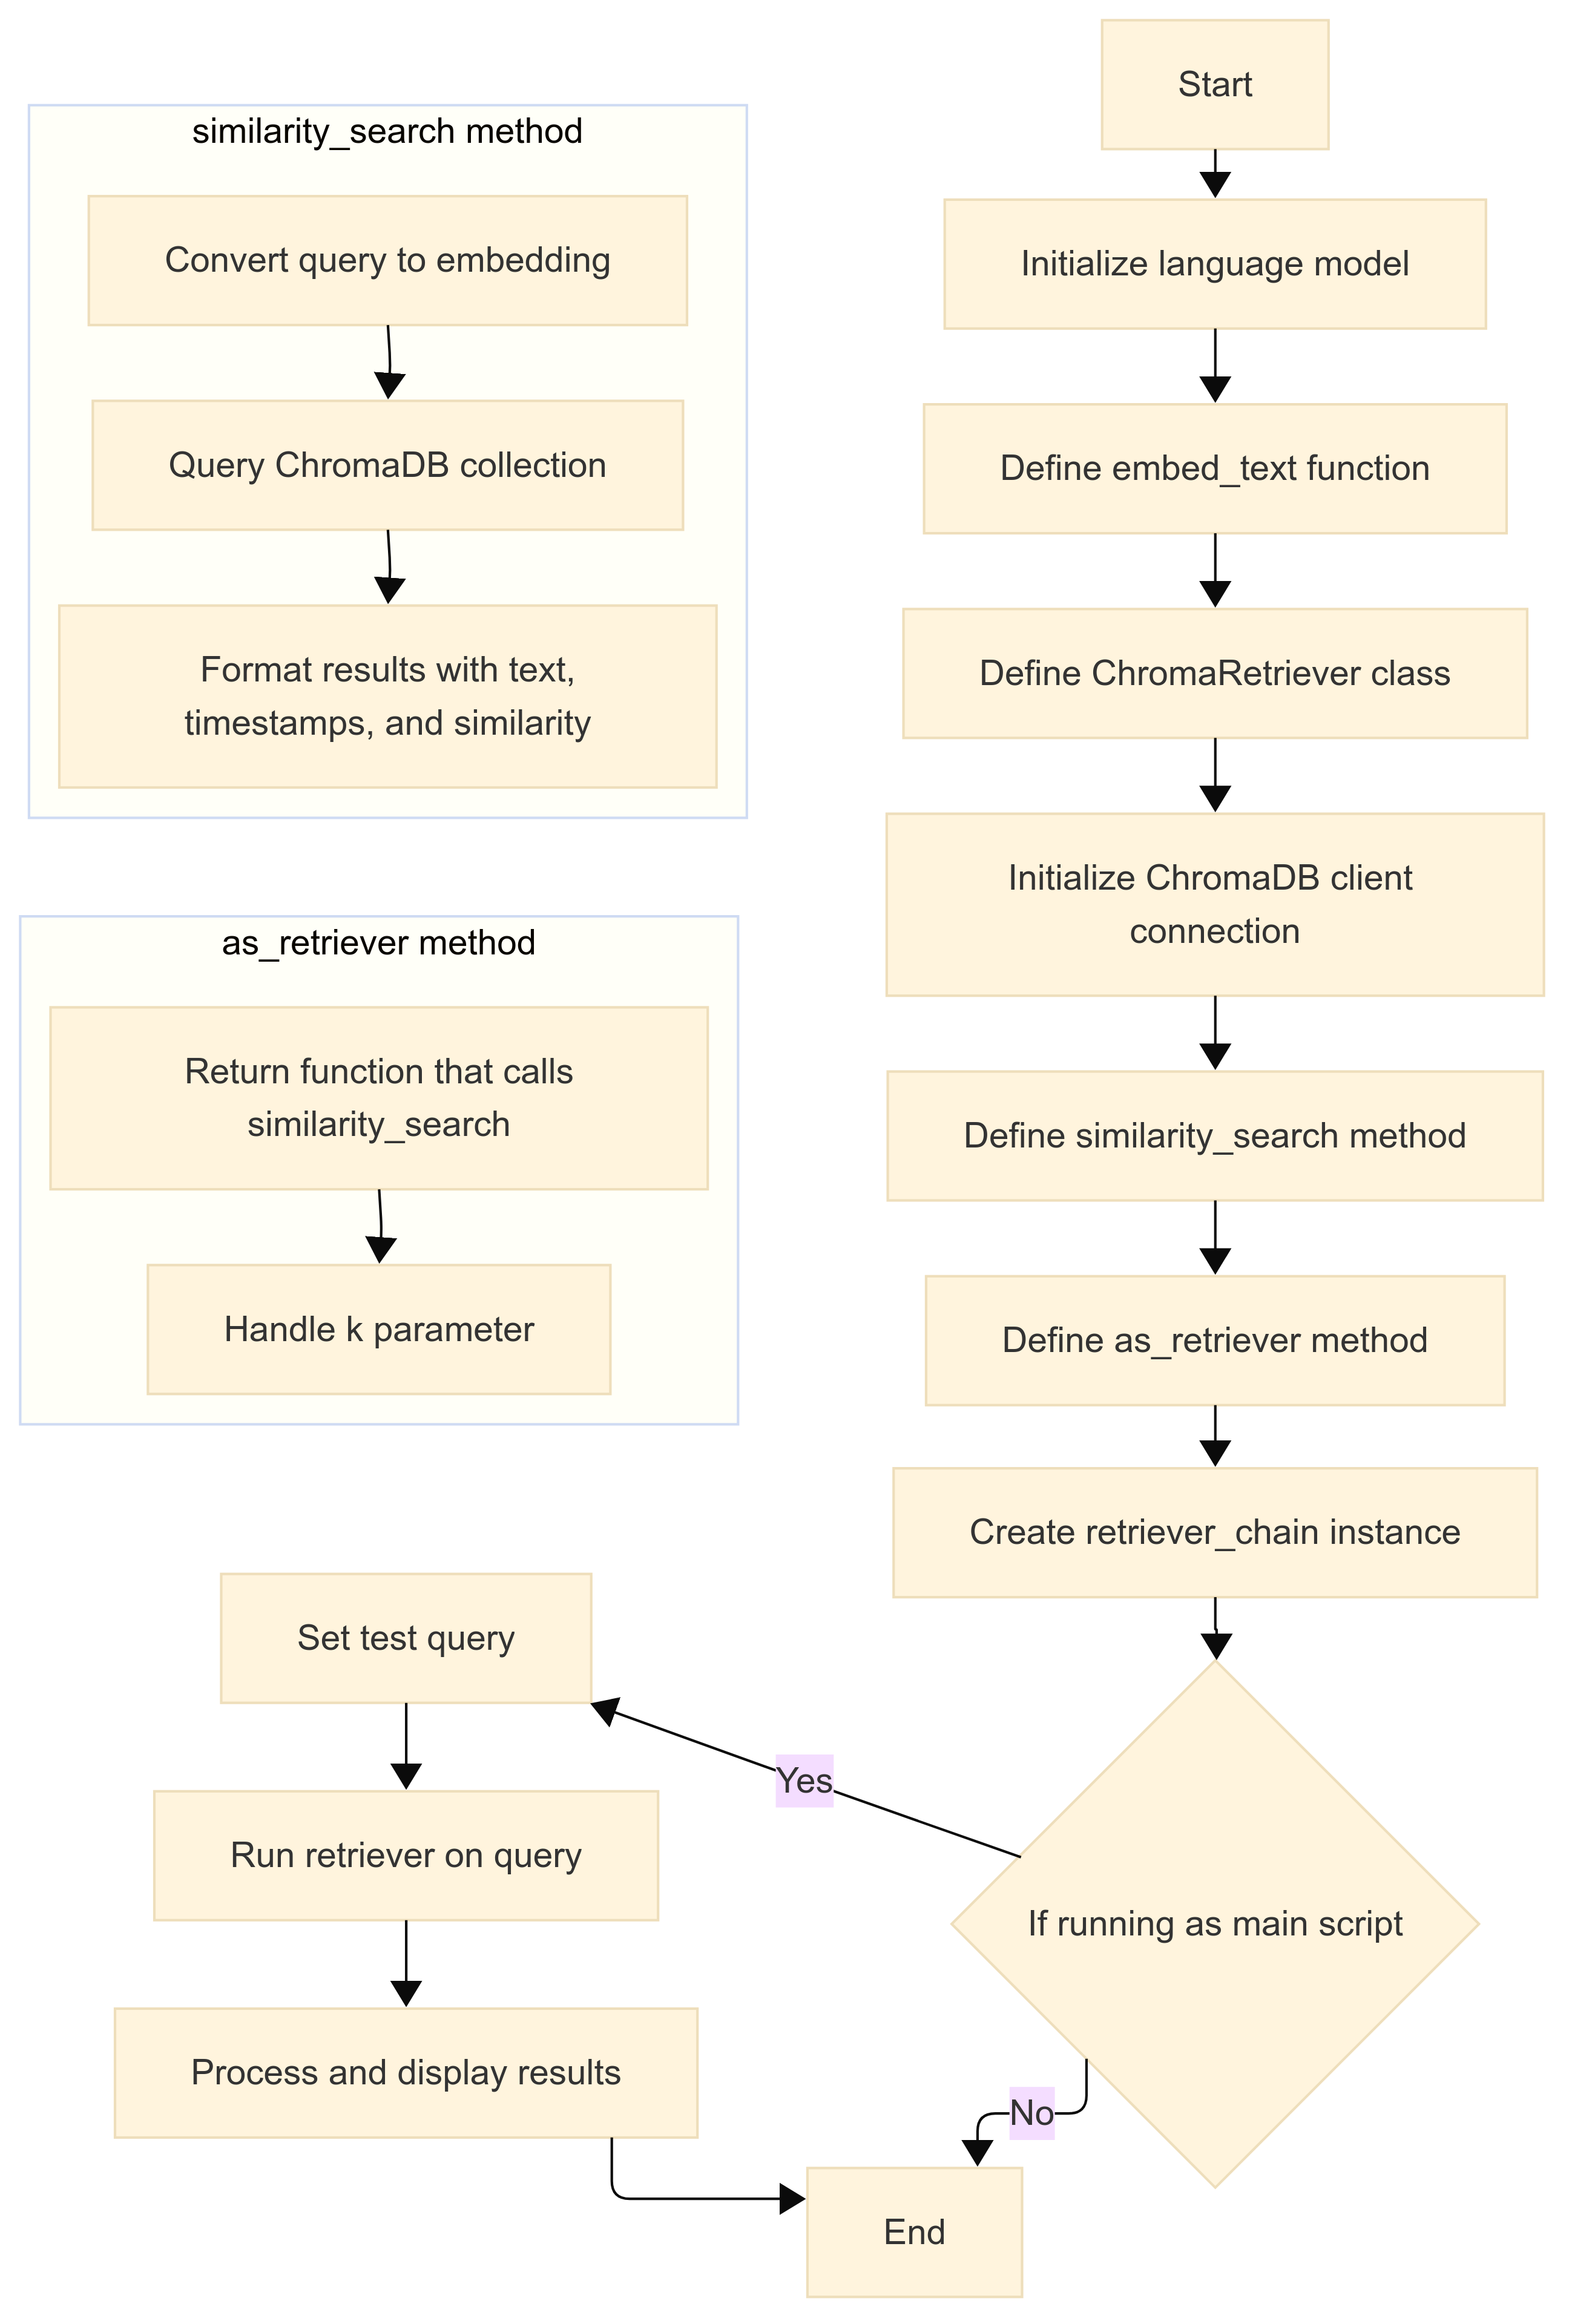 Start
Initialize language model
Define embed_text function
Define ChromaRetriever class
Initialize ChromaDB client
connection
Define similarity_search method
Define as_retriever method
Create retriever_chain instance
If running as main script
Yes
No
Set test query
Run retriever on query
Process and display results
End
similarity_search method
Convert query to embedding
Query ChromaDB collection
Format results with text,
timestamps, and similarity
as_retriever method
Return function that calls
similarity_search
Handle k parameter